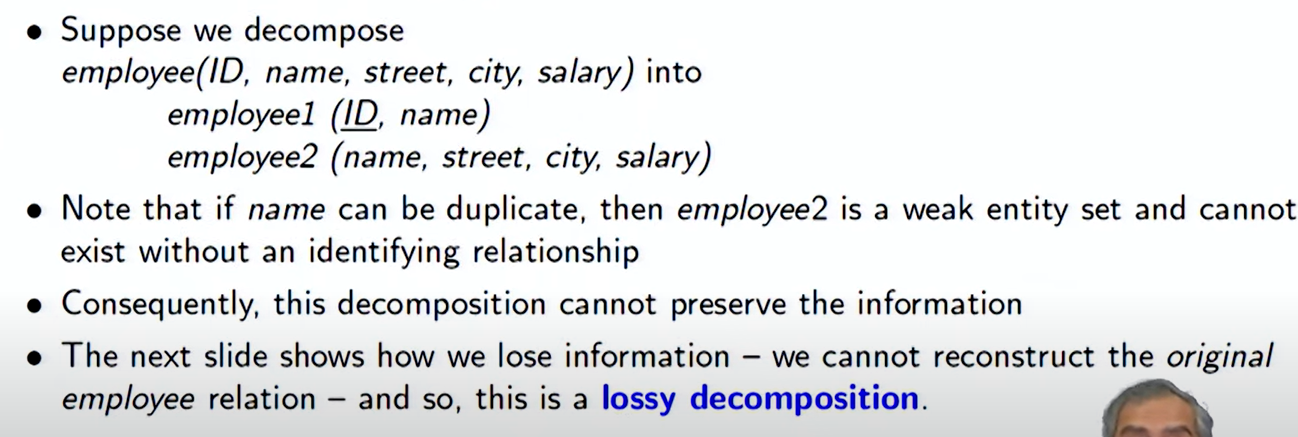 • Suppose we decompose
employee(ID, name, street, city, salary) into
employee1 (ID, name)
employee2 (name, street, city, salary)
• Note that if name can be duplicate, then employee2 is a weak entity set and cannot
exist without an identifying relationship
• Consequently, this decomposition cannot preserve the information
• The next slide shows how we lose information – we cannot reconstruct the original
employee relation – and so, this is a lossy decomposition.